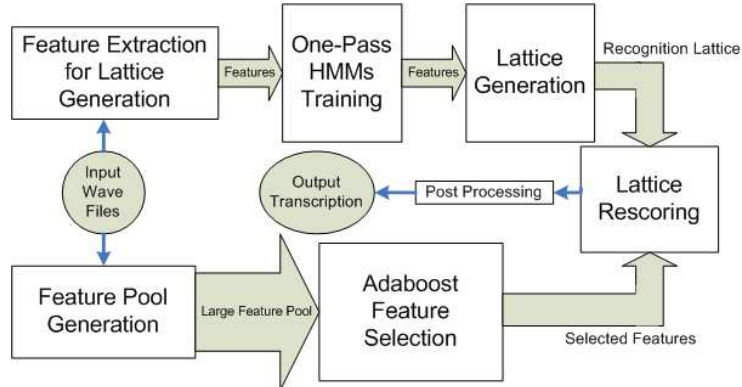 Feature Extraction
for Lattice
Generation
Features
One-Pass
HMMs
Training
Features
Lattice
Generation
Recognition Lattice
Input
Wave
Files
Output
Transcription
Post Processing
Lattice
Rescoring
Feature Pool
Generation
Large Feature Pool
Adaboost
Feature
Selection
Selected Features